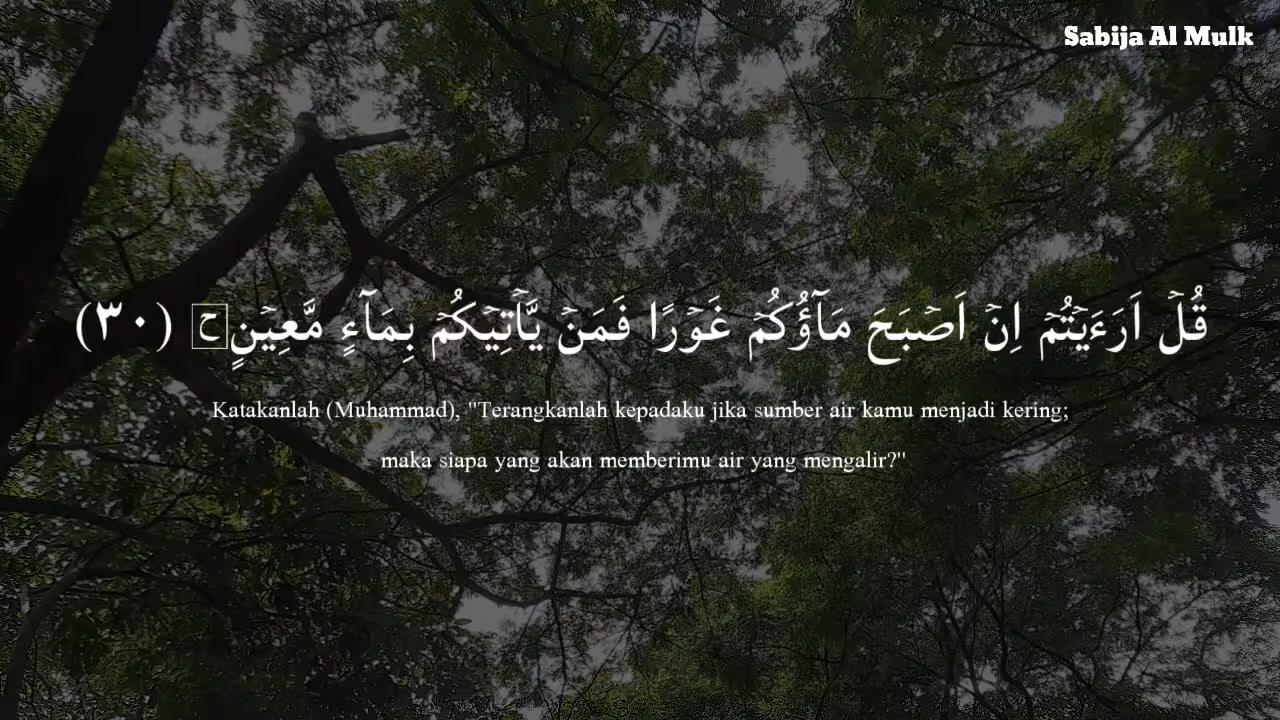 Sabija Al Mulk
قُلْ اَرَءَيْتُمْ اِنْ اَصْبَحَ مَآؤُكُمْ غَوْرًا فَمَنْ يَّأْتِيْكُمْ بِمَآءٍ مَّعِيْنٍࣖ (٣٠)
Katakanlah (Muhammad), "Terangkanlah kepadaku jika sumber air kamu menjadi kering;
maka siapa yang akan memberimu air yang mengalir?"